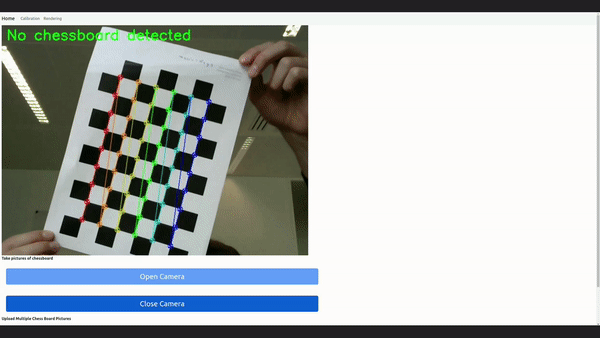 Home Calibration Rendering
No chessboard detected
Take pictures of chessboard
Open Camera
Close Camera
Upload Multiple Chess Board Pictures